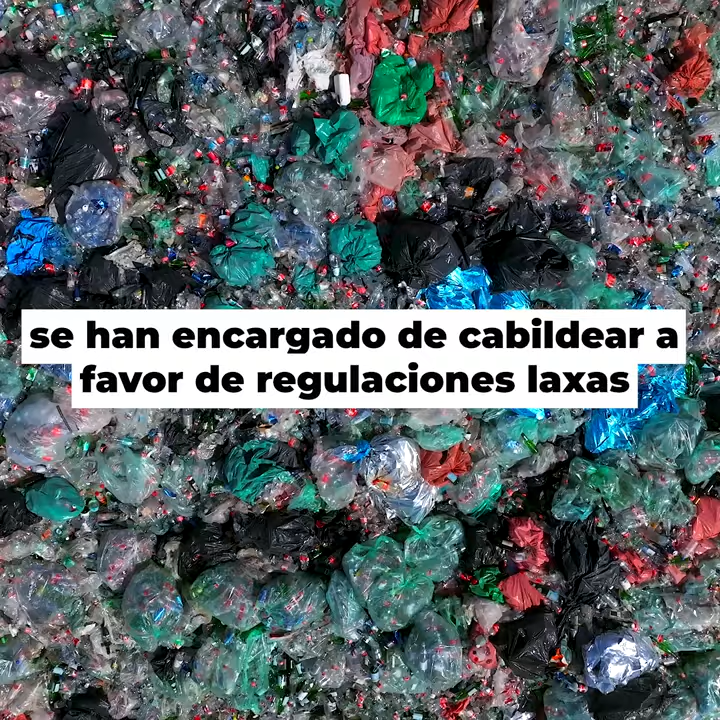 se han encargado de cabildear a
favor de regulaciones laxas